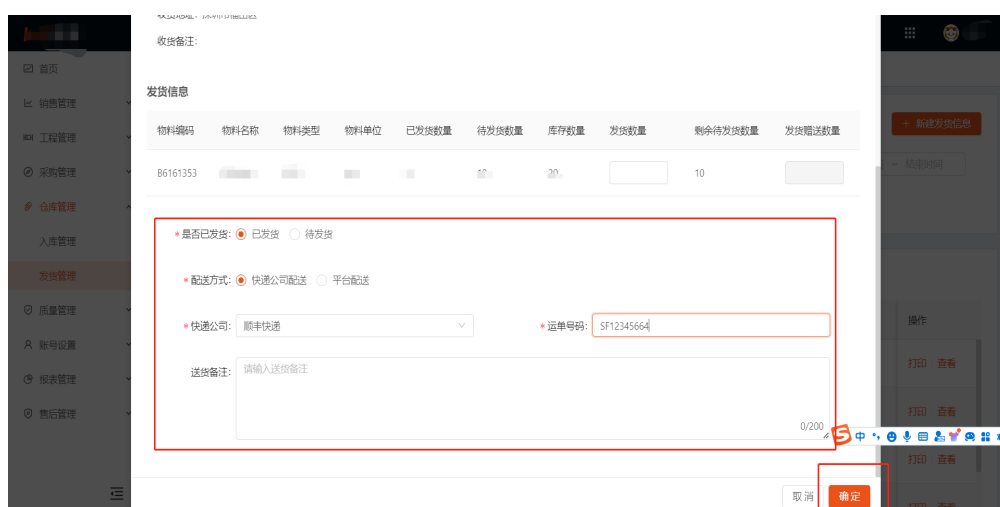 收货备注:
首页
发货信息
销售管理
物料编码 物料名称 物料类型 物料单位 已发货数量 待发货数量 库存数量 发货数量 剩余待发货数量 发货赠送数量
+ 新建发货信息
工程管理
采购管理
B6161353 10
~ 结束时间
仓库管理
* 是否已发货: 已发货 待发货
入库管理
发货管理
* 配送方式: 快递公司配送 平台配送
质量管理
* 快递公司: 顺丰快递 * 运单号码: SF12345664
操作
账号设置
送货备注: 请输入送货备注
打印 查看
报表管理
售后管理
打印 查看
0/200
中
打印 查看
取消 确定